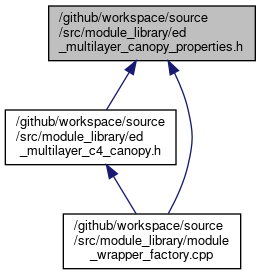 /github/workspace/source
/src/module_library/ed
_multilayer_canopy_properties.h
/github/workspace/source
/src/module_library/ed
_multilayer_c4_canopy.h
/github/workspace/source
/src/module_library/module
_wrapper_factory.cpp